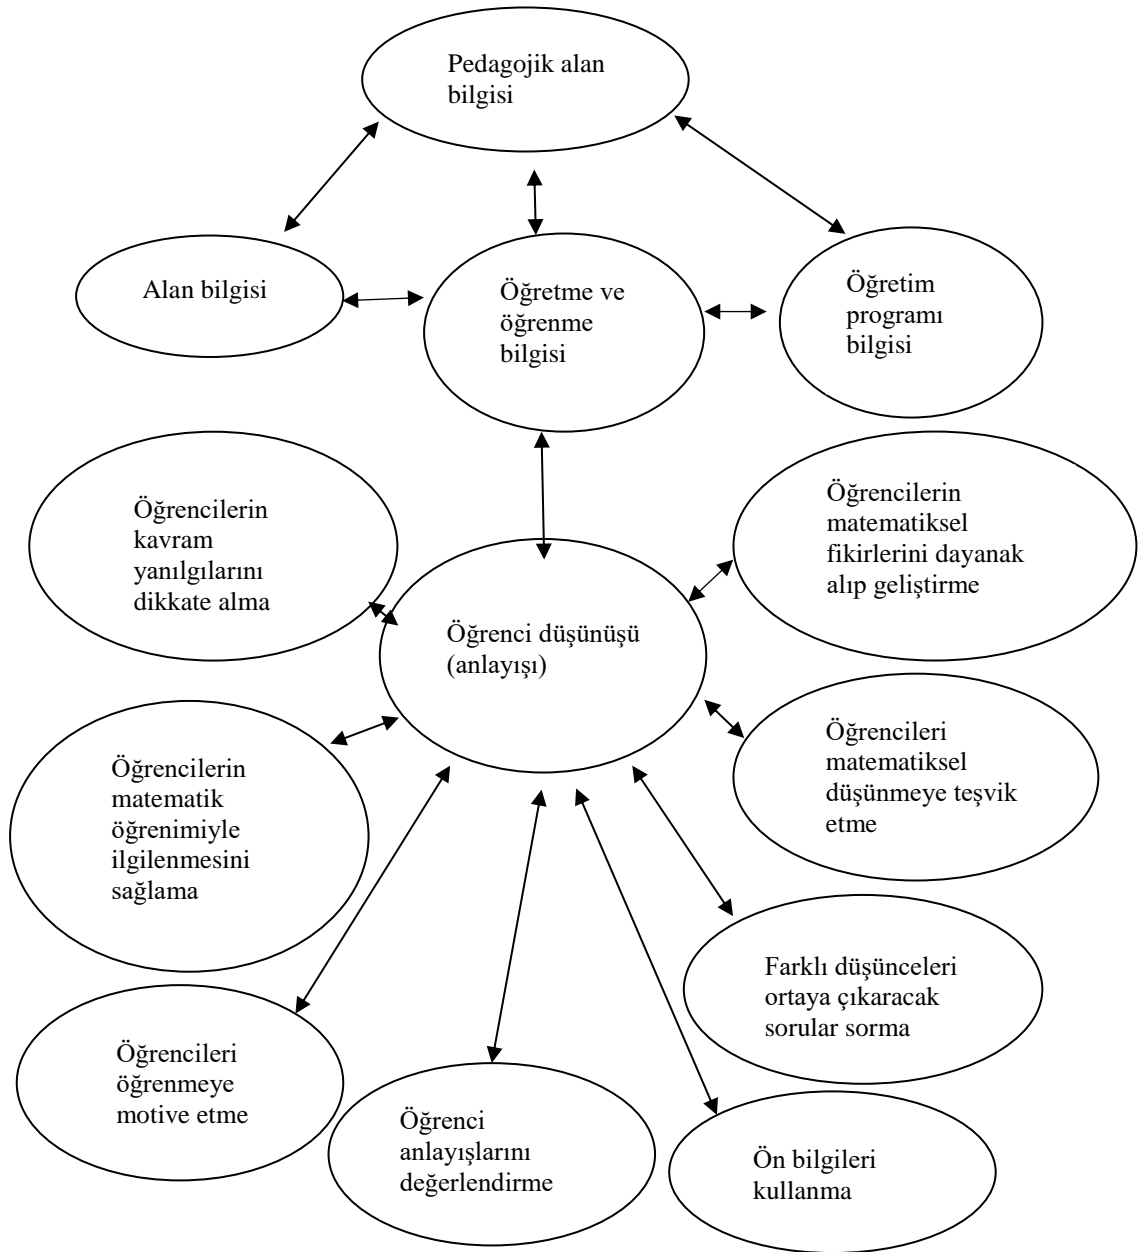 Pedagojik alan
bilgisi
Alan bilgisi
Öğretme ve
öğrenme
bilgisi
Öğretim
programı
bilgisi
Öğrencilerin
kavram
yanılgılarını
dikkate alma
Öğrencilerin
matematiksel
fikirlerini dayanak
alıp geliştirme
Öğrenci düşünüşü
(anlayışı)
Öğrencilerin
matematik
öğrenimiyle
ilgilenmesini
sağlama
Öğrencileri
matematiksel
düşünmeye teşvik
etme
Farklı düşünceleri
ortaya çıkaracak
sorular sorma
Öğrencileri
öğrenmeye
motive etme
Öğrenci
anlayışlarını
değerlendirme
Ön bilgileri
kullanma